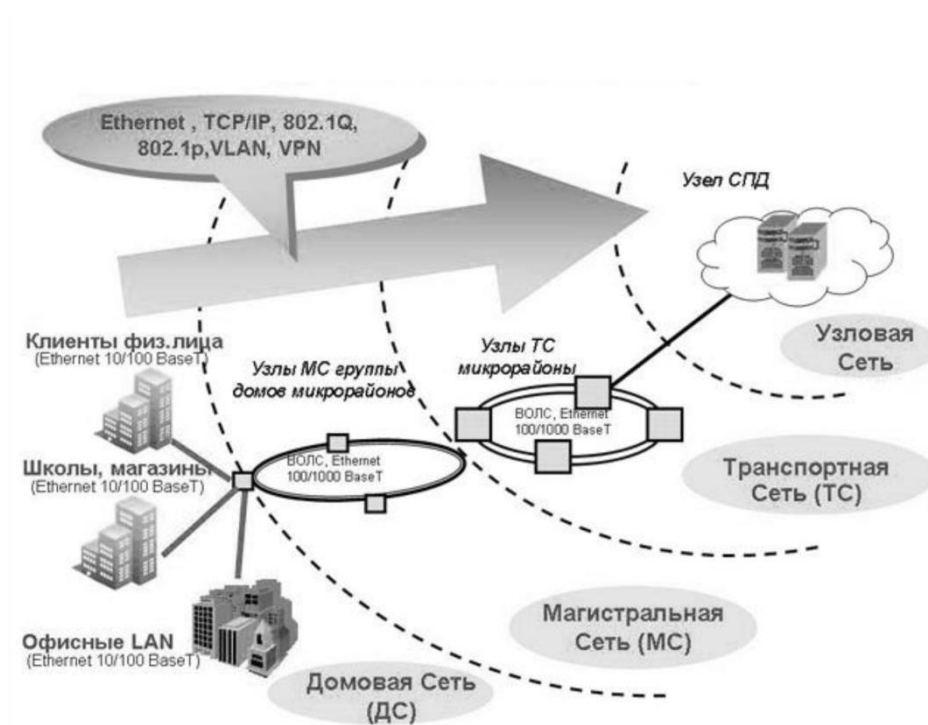 Ethernet , TCP/IP, 802.1Q,
802.1p,VLAN, VPN
Узел СПД
Клиенты физ.лица
(Ethernet 10/100 BaseT)
Узлы МС группы
домов микрорайонов
Узлы ТС
микрорайоны
Узловая
Сеть
ВОЛС, Ethernet
100/1000 BaseT
Школы, магазины
(Ethernet 10/100 BaseT)
ВОЛС, Ethernet
100/1000 BaseT
Транспортная
Сеть (ТС)
Магистральная
Сеть (МС)
Офисные LAN
(Ethernet 10/100 BaseT)
Домовая Сеть
(ДС)